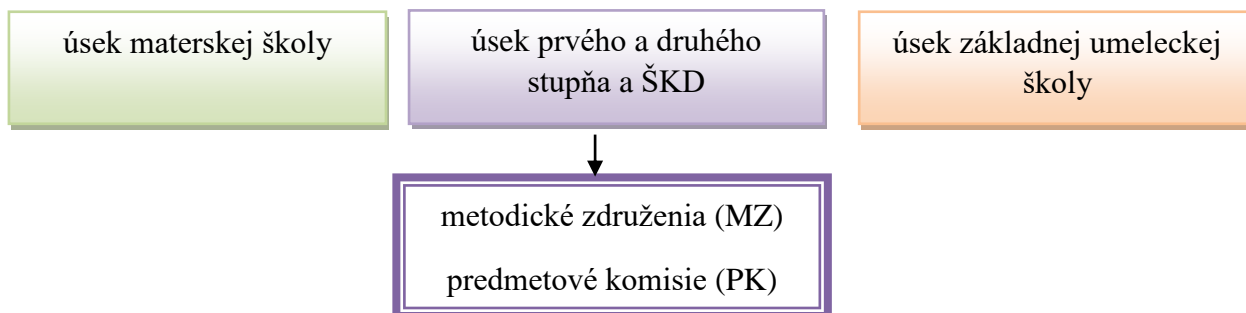 úsek materskej školy
úsek prvého a druhého
stupňa a ŠKD
úsek základnej umeleckej
školy
metodické združenia (MZ)
predmetové komisie (PK)